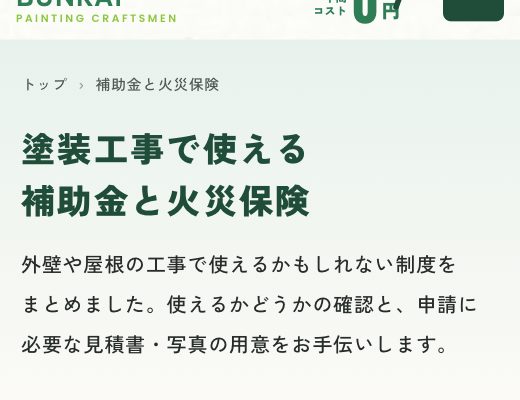 PAINTING CRAFTSMEN
コスト 0円
トップ › 補助金と火災保険
塗装工事で使える
補助金と火災保険
外壁や屋根の工事で使えるかもしれない制度を
まとめました。使えるかどうかの確認と、申請に
必要な見積書・写真の用意をお手伝いします。